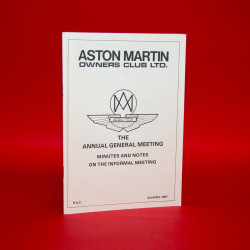 ASTON MARTIN
OWNERS CLUB LTD.
THE
ANNUAL GENERAL MEETING
MINUTES AND NOTES
ON THE INFORMAL MEETING